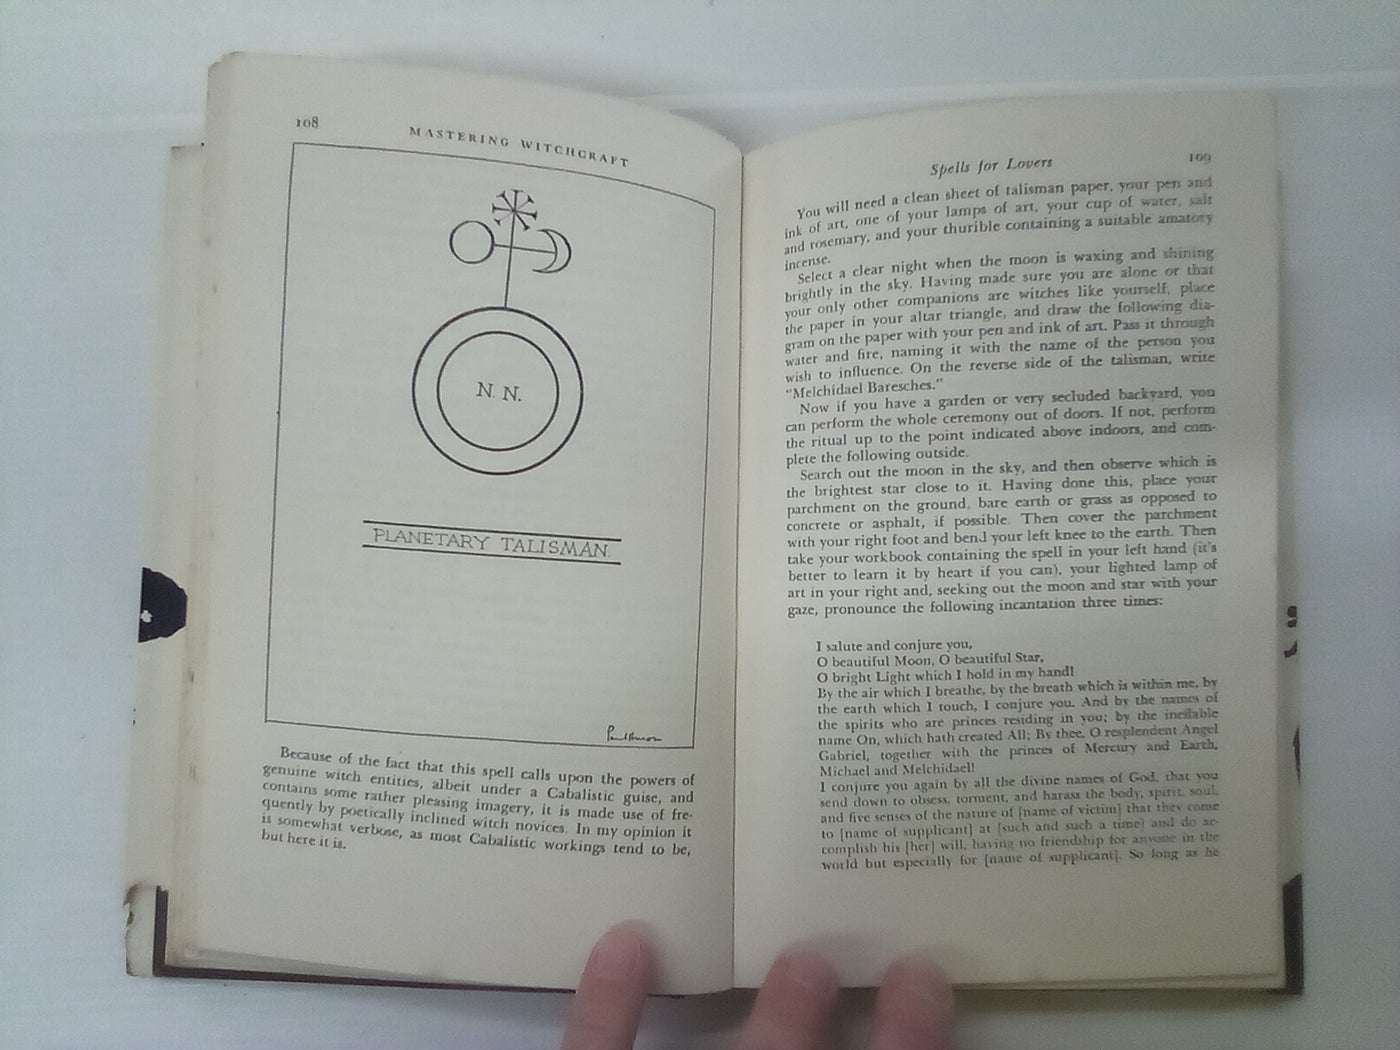 108
MASTERING WITCHCRAFT
N. N.
PLANETARY TALISMAN.
Because of the fact that this spell calls upon the powers of
genuine witch entities, albeit under a Cabalistic guise, and
contains some rather pleasing imagery, it is made use of fre-
quently by poetically inclined witch novices. In my opinion it
is somewhat verbose, as most Cabalistic workings tend to be,
but here it is.
Spells for Lovers
109
You will need a clean sheet of talisman paper, your pen and
ink of art, one of your lamps of art, your cup of water, salt
and rosemary, and your thurible containing a suitable amatory
incense.
Select a clear night when the moon is waxing and shining
brightly in the sky. Having made sure you are alone or that
your only other companions are witches like yourself, place
the paper in your altar triangle, and draw the following dia-
gram on the paper with your pen and ink of art. Pass it through
water and fire, naming it with the name of the person you
wish to influence. On the reverse side of the talisman, write
"Melchidael Baresches."
Now if you have a garden or very secluded backyard, you
can perform the whole ceremony out of doors. If not, perform
the ritual up to the point indicated above indoors, and com-
plete the following outside.
Search out the moon in the sky, and then observe which is
the brightest star close to it. Having done this, place your
parchment on the ground, bare earth or grass as opposed to
concrete or asphalt, if possible. Then cover the parchment
with your right foot and bend your left knee to the earth. Then
take your workbook containing the spell in your left hand (it's
better to learn it by heart if you can), your lighted lamp of
art in your right and, seeking out the moon and star with your
gaze, pronounce the following incantation three times:
I salute and conjure you,
O beautiful Moon, O beautiful Star,
O bright Light which I hold in my hand!
By the air which I breathe, by the breath which is within me, by
the earth which I touch, I conjure you. And by the names of
the spirits who are princes residing in you; by the ineffable
name On, which hath created All; By thee, O resplendent Angel
Gabriel, together with the princes of Mercury and Earth,
Michael and Melchidael!
I conjure you again by all the divine names of God, that you
send down to obsess, torment, and harass the body, spirit, soul,
and five senses of the nature of [name of victim] that they come
to [name of supplicant] at [such and such a time] and do ac-
complish his [her] will, having no friendship for anyone in the
world but especially for [name of supplicant]. So long as he